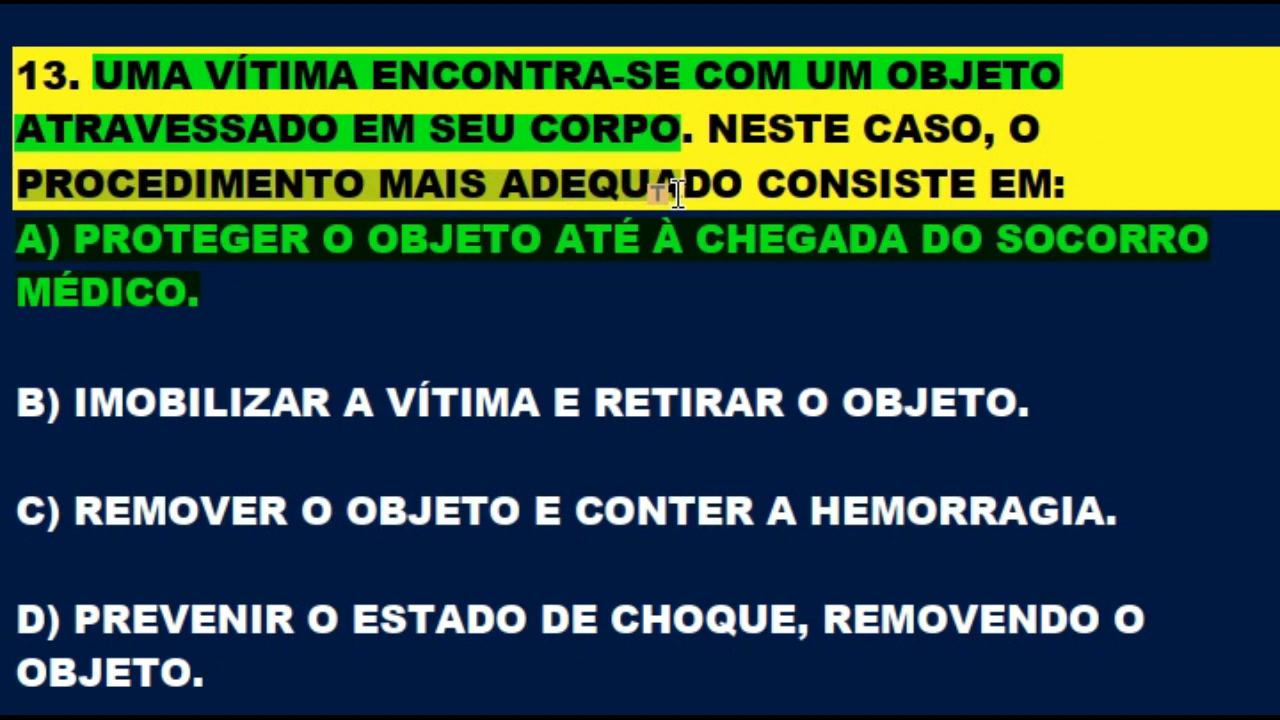 13. UMA VÍTIMA ENCONTRA-SE COM UM OBJETO
ATRAVESSADO EM SEU CORPO. NESTE CASO, O
PROCEDIMENTO MAIS ADEQUADO CONSISTE EM:
A) PROTEGER O OBJETO ATÉ À CHEGADA DO SOCORRO
MÉDICO.
B) IMOBILIZAR A VÍTIMA E RETIRAR O OBJETO.
C) REMOVER O OBJETO E CONTER A HEMORRAGIA.
D) PREVENIR O ESTADO DE CHOQUE, REMOVENDO O
OBJETO.